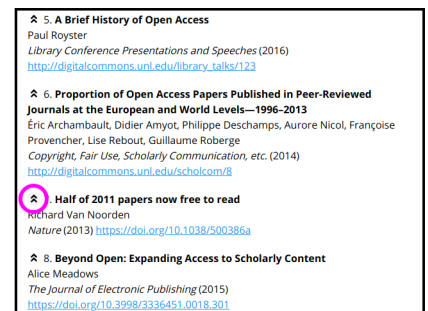 5. A Brief History of Open Access
Paul Royster
Library Conference Presentations and Speeches (2016)
http://digitalcommons.unl.edu/library_talks/123
6. Proportion of Open Access Papers Published in Peer-Reviewed
Journals at the European and World Levels—1996–2013
Éric Archambault, Didier Amyot, Philippe Deschamps, Aurore Nicol, Françoise
Provencher, Lise Rebout, Guillaume Roberge
Copyright, Fair Use, Scholarly Communication, etc. (2014)
http://digitalcommons.unl.edu/scholcom/8
. Half of 2011 papers now free to read
Richard Van Noorden
Nature (2013) https://doi.org/10.1038/500386a
8. Beyond Open: Expanding Access to Scholarly Content
Alice Meadows
The Journal of Electronic Publishing (2015)
https://doi.org/10.3998/3336451.0018.301